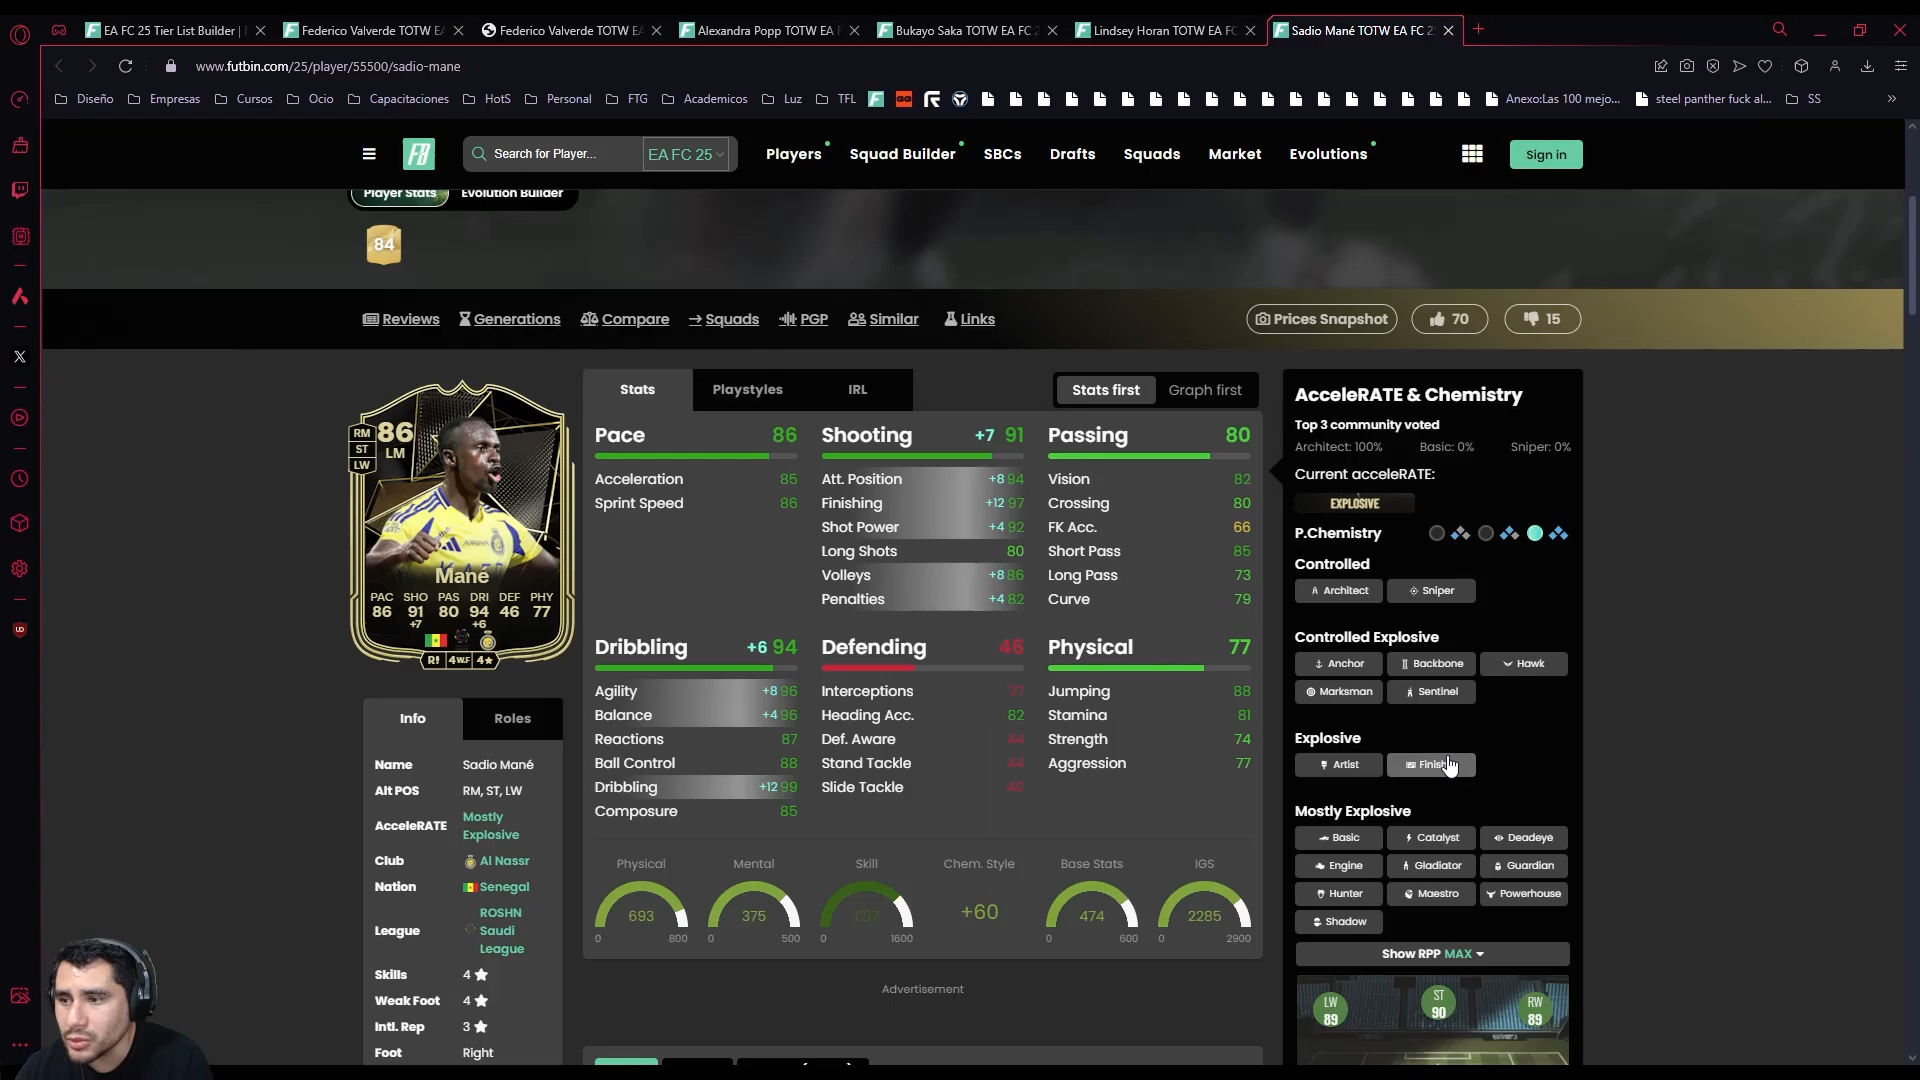 EA FC 25 Tier List Builder |
Federico Valverde TOTW EA
Federico Valverde TOTW EA
Alexandra Popp TOTW EA F
Bukayo Saka TOTW EA FC 2
Lindsey Horan TOTW EA FC
Sadio Mané TOTW EA FC 25
www.futbin.com/25/player/55500/sadio-mane
Diseño Empresas Cursos Ocio Capacitaciones HotS Personal FTG Academicos Luz TFL Anexo:Las 100 mejo... steel panther fuck al... SS
Search for Player... EA FC 25 Players Squad Builder SBCs Drafts Squads Market Evolutions Sign in
Player Stats Evolution Builder
84
Reviews Generations Compare Squads PGP Similar Links Prices Snapshot 70 15
RM
ST
LW
86
LM
Mané
PAC SHO PAS DRI DEF PHY
86 91 80 94 46 77
+7 +6
R! 4W.F 4★
Stats Playstyles IRL Stats first Graph first
Pace 86
Acceleration 85
Sprint Speed 86
Shooting +7 91
Att. Position +8 94
Finishing +12 97
Shot Power +4 92
Long Shots 80
Volleys +8 86
Penalties +4 82
Passing 80
Vision 82
Crossing 80
FK Acc. 66
Short Pass 85
Long Pass 73
Curve 79
Dribbling +6 94
Agility +8 96
Balance +4 96
Reactions 87
Ball Control 88
Dribbling +12 99
Composure 85
Defending 46
Interceptions 37
Heading Acc. 82
Def. Aware 44
Stand Tackle 44
Slide Tackle 40
Physical 77
Jumping 88
Stamina 81
Strength 74
Aggression 77
Physical Mental Skill Chem. Style Base Stats IGS
693 375 1217 +60 474 2285
0 800 0 500 0 1600 0 600 0 2900
Advertisement
Info Roles
Name Sadio Mané
Alt POS RM, ST, LW
AcceleRATE Mostly
Explosive
Club Al Nassr
Nation Senegal
League ROSHN
Saudi
League
Skills 4
Weak Foot 4
Intl. Rep 3
Foot Right
AcceleRATE & Chemistry
Top 3 community voted
Architect: 100% Basic: 0% Sniper: 0%
Current acceleRATE:
EXPLOSIVE
P.Chemistry
Controlled
Architect Sniper
Controlled Explosive
Anchor Backbone Hawk
Marksman Sentinel
Explosive
Artist
Mostly Explosive
Basic Catalyst Deadeye
Engine Gladiator Guardian
Hunter Maestro Powerhouse
Shadow
Show RPP MAX
LW
89
ST
90
RW
89